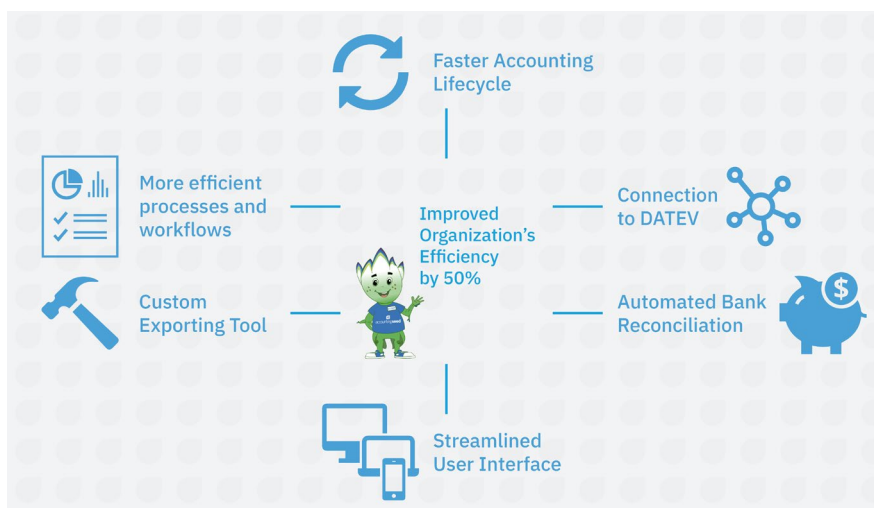 Faster Accounting
Lifecycle
More efficient
processes and
workflows
Connection
to DATEV
Improved
Organization's
Efficiency
by 50%
Custom
Exporting Tool
Automated Bank
Reconciliation
$
Streamlined
User Interface